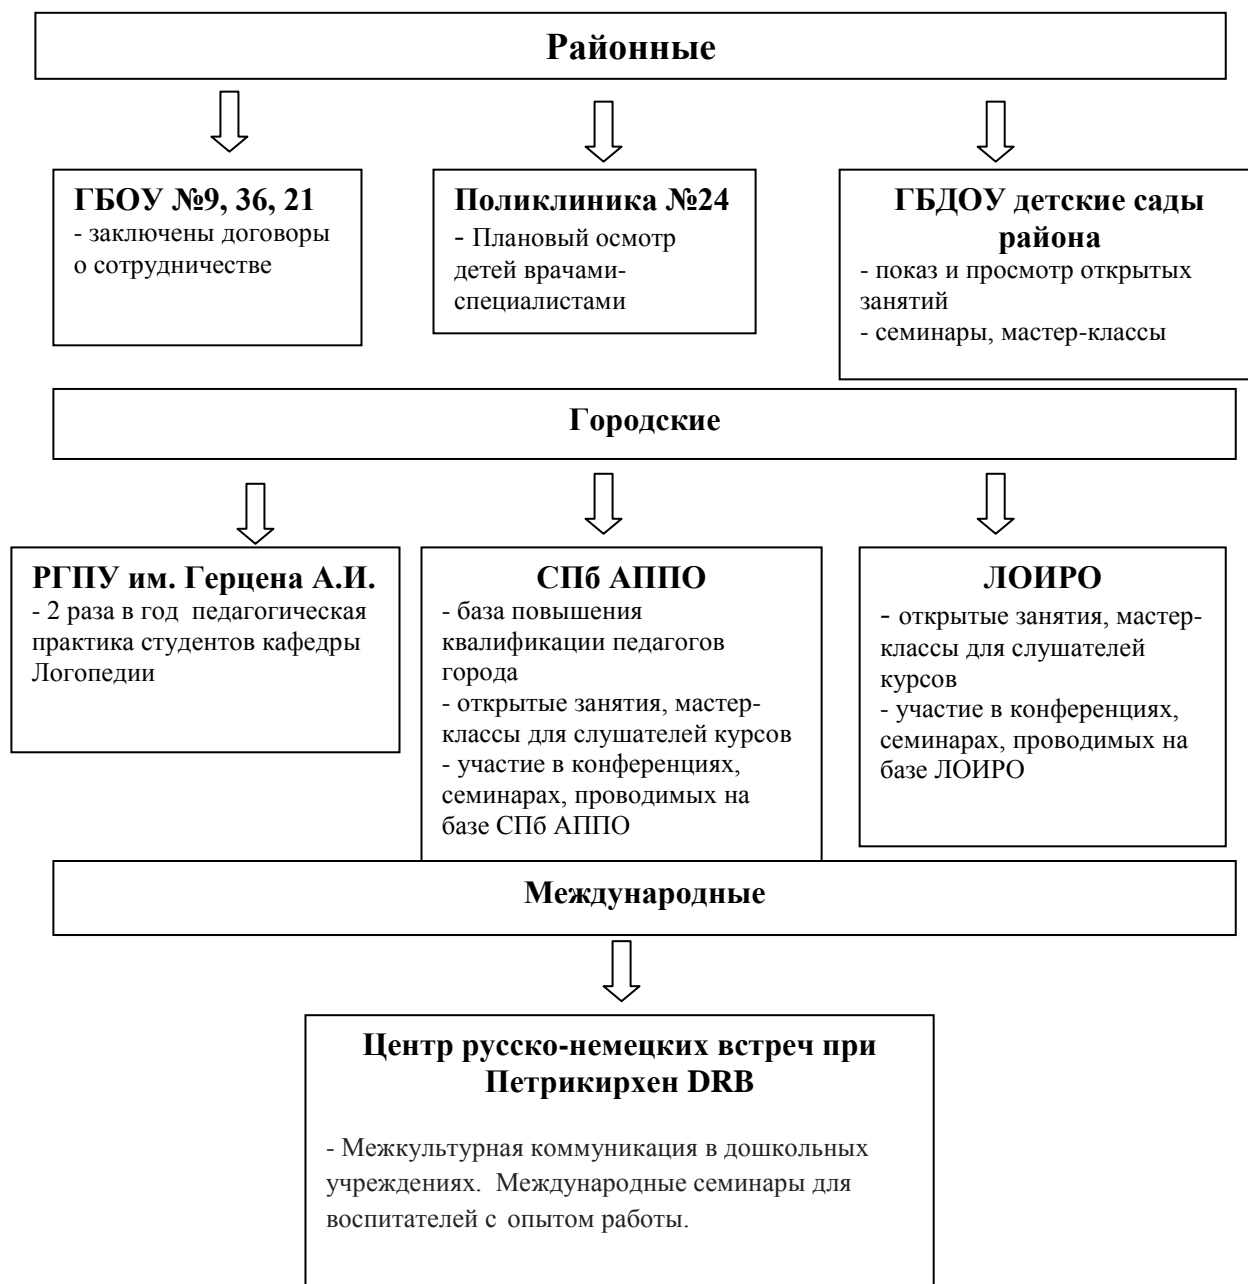 Районные
ГБОУ №9, 36, 21
- заключены договоры
о сотрудничестве
Поликлиника №24
- Плановый осмотр
детей врачами-
специалистами
ГБДОУ детские сады
района
- показ и просмотр открытых
занятий
- семинары, мастер-классы
Городские
РГПУ им. Герцена А.И.
- 2 раза в год педагогическая
практика студентов кафедры
Логопедии
СПб АППО
- база повышения
квалификации педагогов
города
- открытые занятия, мастер-
классы для слушателей курсов
- участие в конференциях,
семинарах, проводимых на
базе СПб АППО
ЛОИРО
- открытые занятия, мастер-
классы для слушателей
курсов
- участие в конференциях,
семинарах, проводимых на
базе ЛОИРО
Международные
Центр русско-немецких встреч при
Петрикирхен DRB
- Межкультурная коммуникация в дошкольных
учреждениях. Международные семинары для
воспитателей с опытом работы.